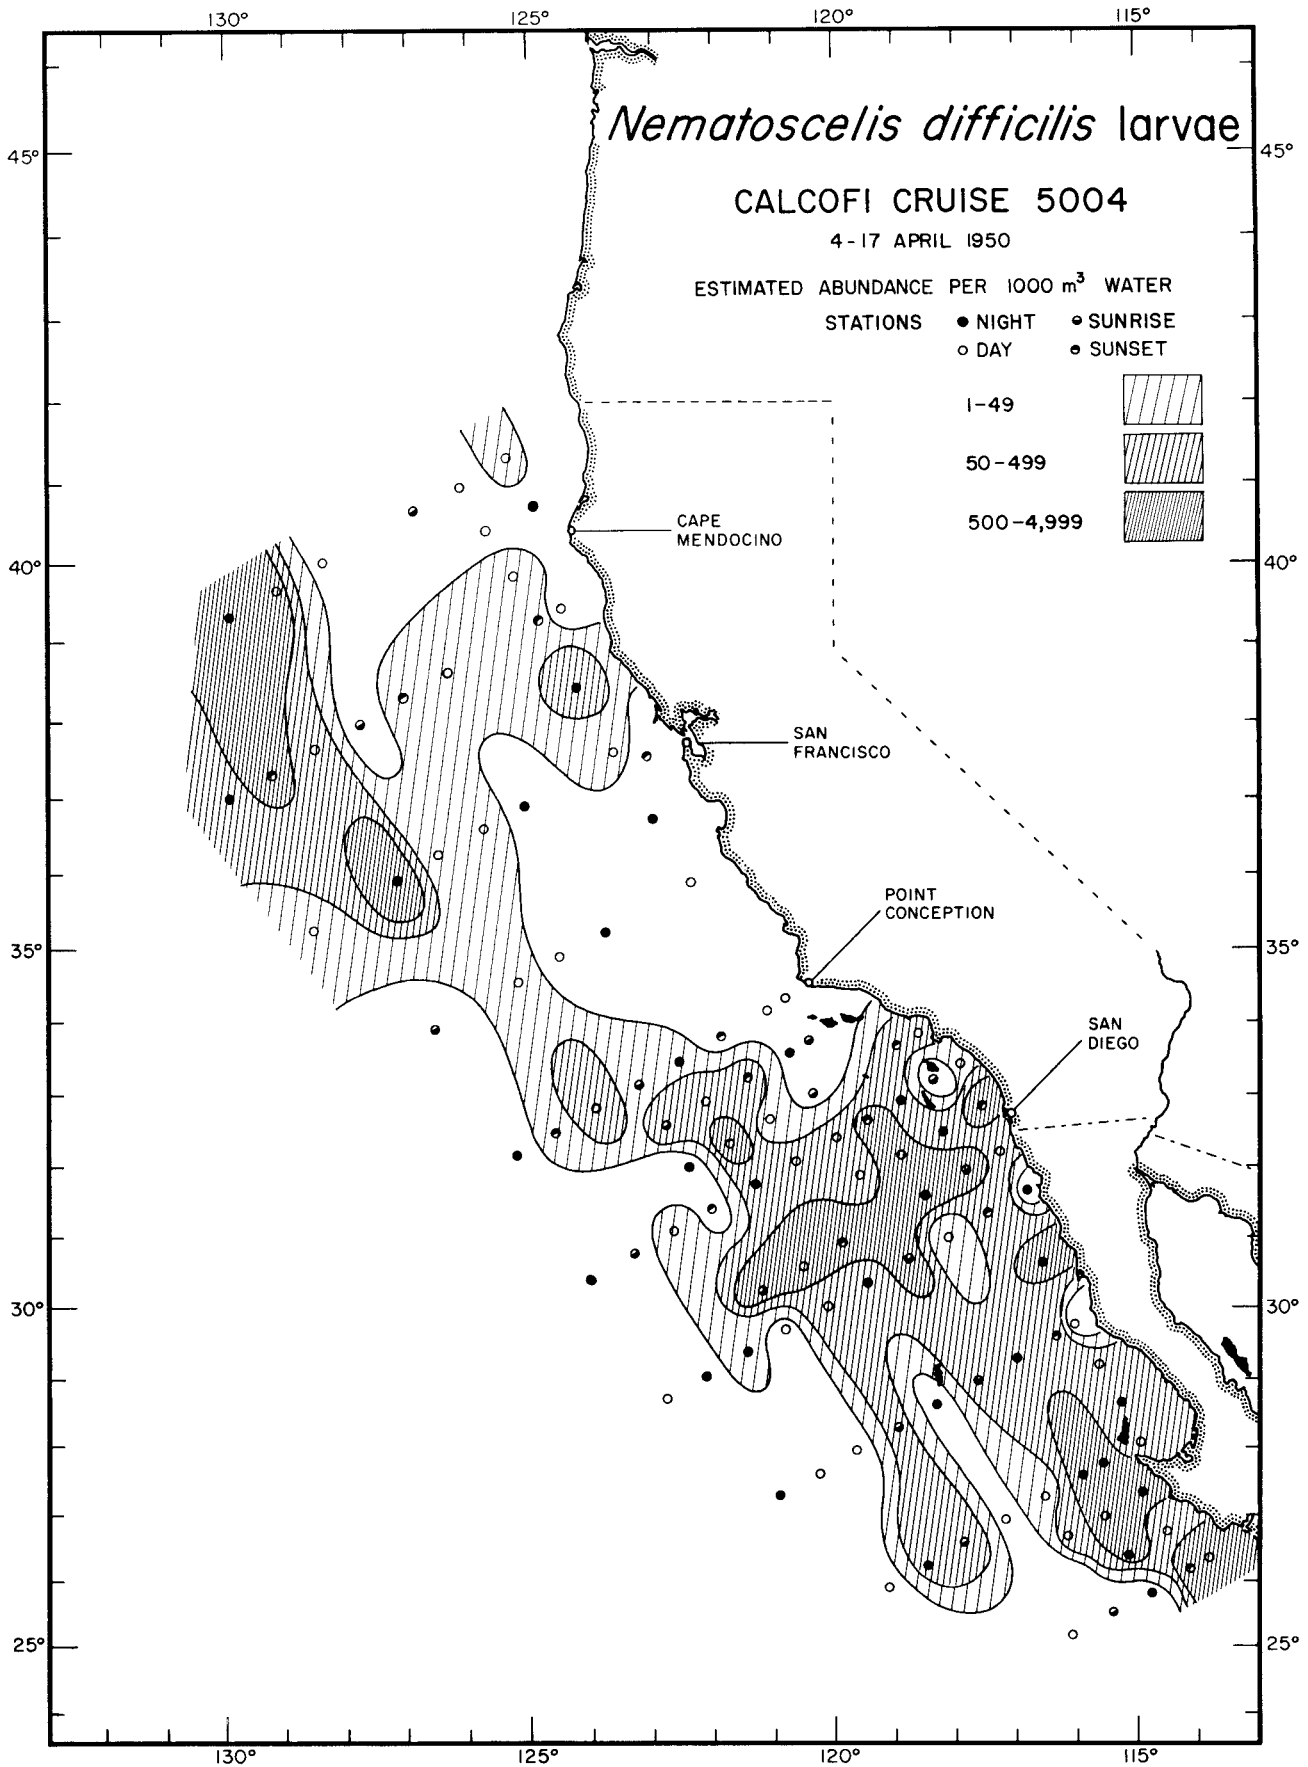 130° 125° 120° 115°
Nematoscelis difficilis larvae
45° 45°
CALCOFI CRUISE 5004
4-17 APRIL 1950
ESTIMATED ABUNDANCE PER 1000 m³ WATER
STATIONS ● NIGHT ◒ SUNRISE
○ DAY ◓ SUNSET
1-49
50-499
500-4,999
CAPE
MENDOCINO
40° 40°
SAN
FRANCISCO
POINT
CONCEPTION
35° 35°
SAN
DIEGO
30° 30°
25° 25°
130° 125° 120° 115°